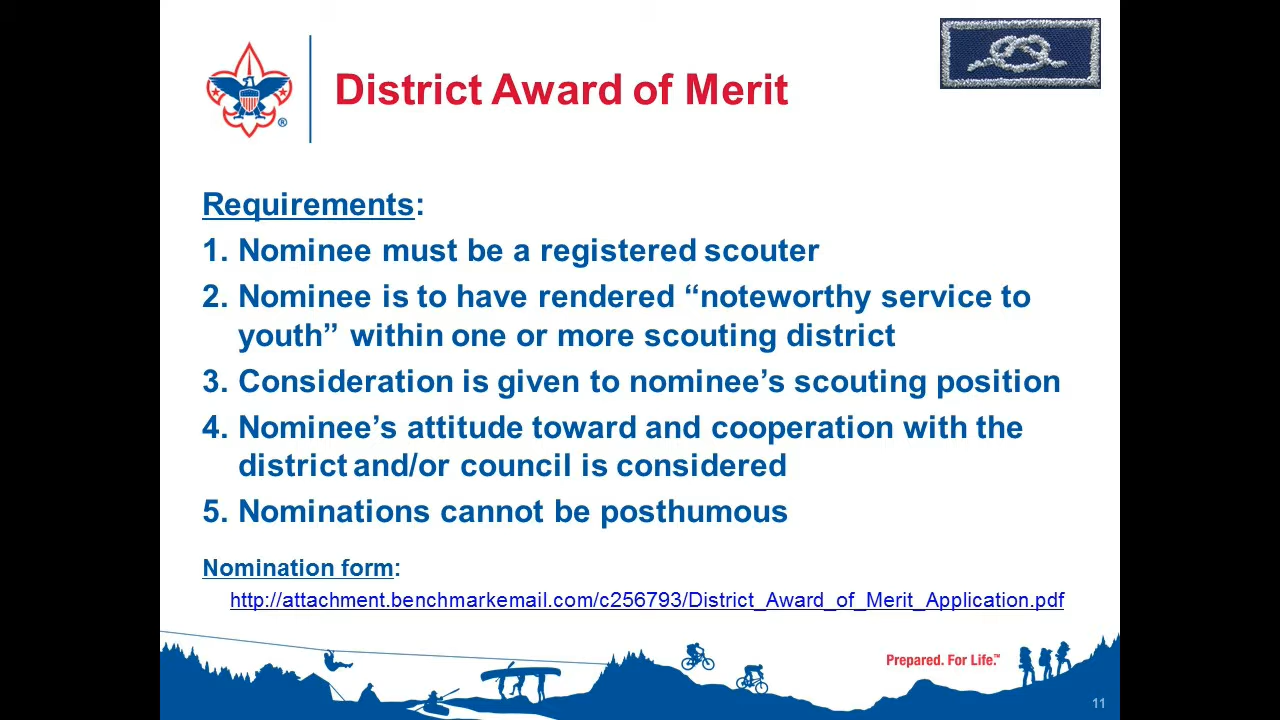 District Award of Merit
Requirements:
1. Nominee must be a registered scouter
2. Nominee is to have rendered “noteworthy service to
youth” within one or more scouting district
3. Consideration is given to nominee’s scouting position
4. Nominee’s attitude toward and cooperation with the
district and/or council is considered
5. Nominations cannot be posthumous
Nomination form:
http://attachment.benchmarkemail.com/c256793/District_Award_of_Merit_Application.pdf
Prepared. For Life.™
11